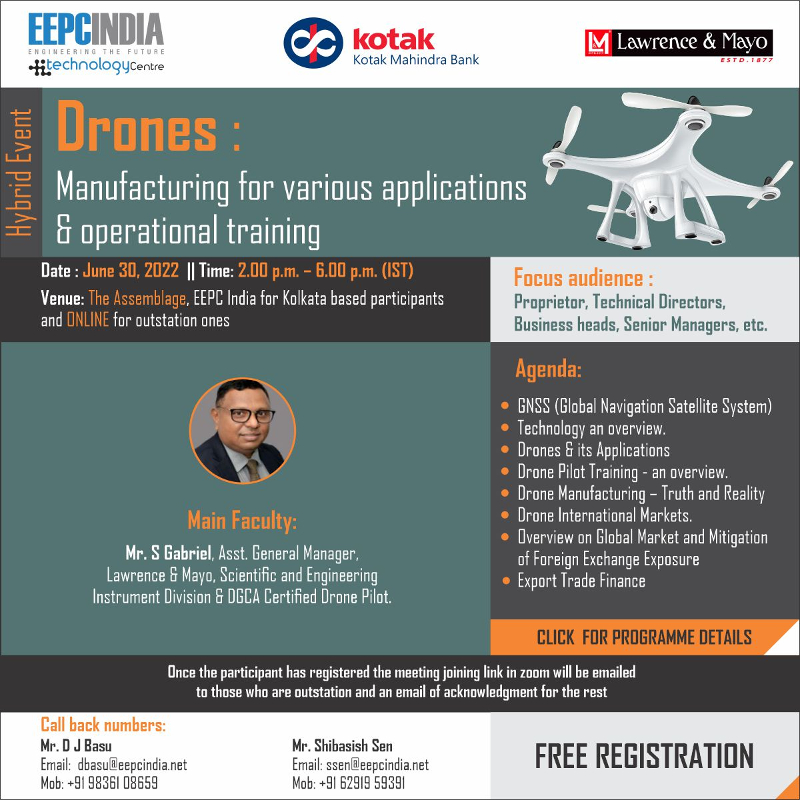 EEPCINDIA
ENGINEERING THE FUTURE
technologyCentre
kotak
Kotak Mahindra Bank
LM
Lawrence & Mayo
ESTD.1877
Hybrid Event
Drones :
Manufacturing for various applications
& operational training
Date : June 30, 2022 || Time: 2.00 p.m. – 6.00 p.m. (IST)
Venue: The Assemblage, EEPC India for Kolkata based participants
and ONLINE for outstation ones
Focus audience :
Proprietor, Technical Directors,
Business heads, Senior Managers, etc.
Main Faculty:
Mr. S Gabriel, Asst. General Manager,
Lawrence & Mayo, Scientific and Engineering
Instrument Division & DGCA Certified Drone Pilot.
Agenda:
• GNSS (Global Navigation Satellite System)
• Technology an overview.
• Drones & its Applications
• Drone Pilot Training - an overview.
• Drone Manufacturing – Truth and Reality
• Drone International Markets.
• Overview on Global Market and Mitigation
of Foreign Exchange Exposure
• Export Trade Finance
CLICK FOR PROGRAMME DETAILS
Once the participant has registered the meeting joining link in zoom will be emailed
to those who are outstation and an email of acknowledgment for the rest
Call back numbers:
Mr. D J Basu
Email: dbasu@eepcindia.net
Mob: +91 98361 08659
Mr. Shibasish Sen
Email: ssen@eepcindia.net
Mob: +91 62919 59391
FREE REGISTRATION